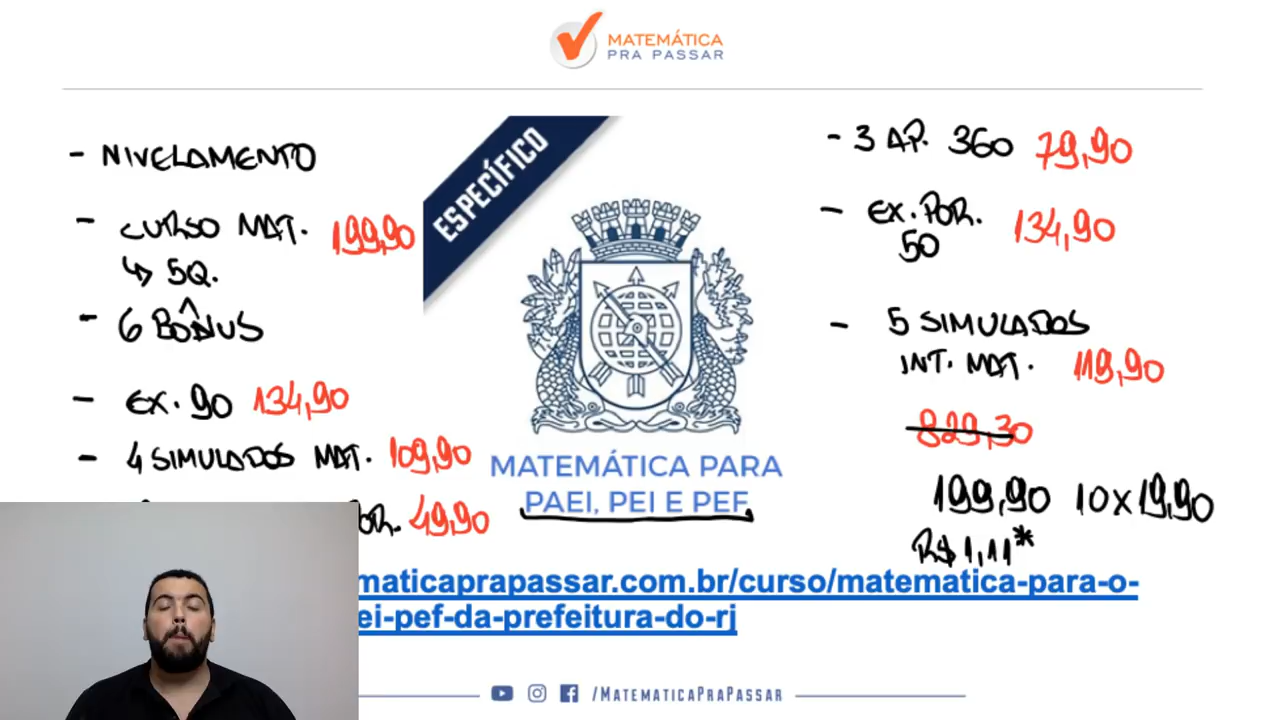 MATEMÁTICA
PRA PASSAR
- NIVELAMENTO
- CURSO MAT. 199,90
↳ 5Q.
- 6 BÔNUS
- EX. 90 134,90
- 4 SIMULADOS MAT. 109,90
OR. 49,90
ESPECÍFICO
MATEMÁTICA PARA
PAEI, PEI E PEF
- 3 AP. 360 79,90
- EX. POR. 134,90
50
- 5 SIMULADOS
INT. MAT. 119,90
829,30
199,90 10x19,90
R$1,11*
maticaprapassar.com.br/curso/matematica-para-o-
ei-pef-da-prefeitura-do-rj
/MatematicaPraPassar